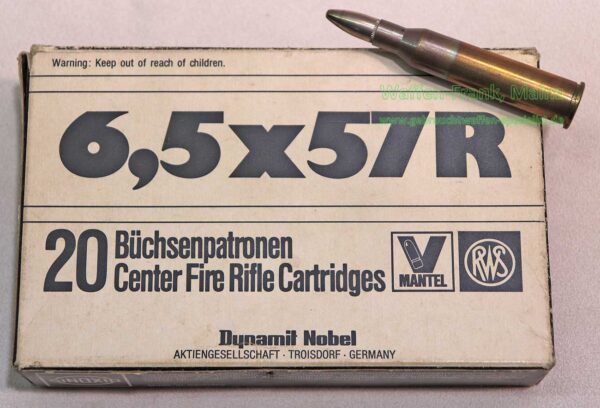 Warning: Keep out of reach of children.
Waffen Frank, Mainz
6,5x57R
20 Büchsenpatronen
Center Fire Rifle Cartridges
V
MANTEL
RWS
Dynamit Nobel
AKTIENGESELLSCHAFT · TROISDORF · GERMANY